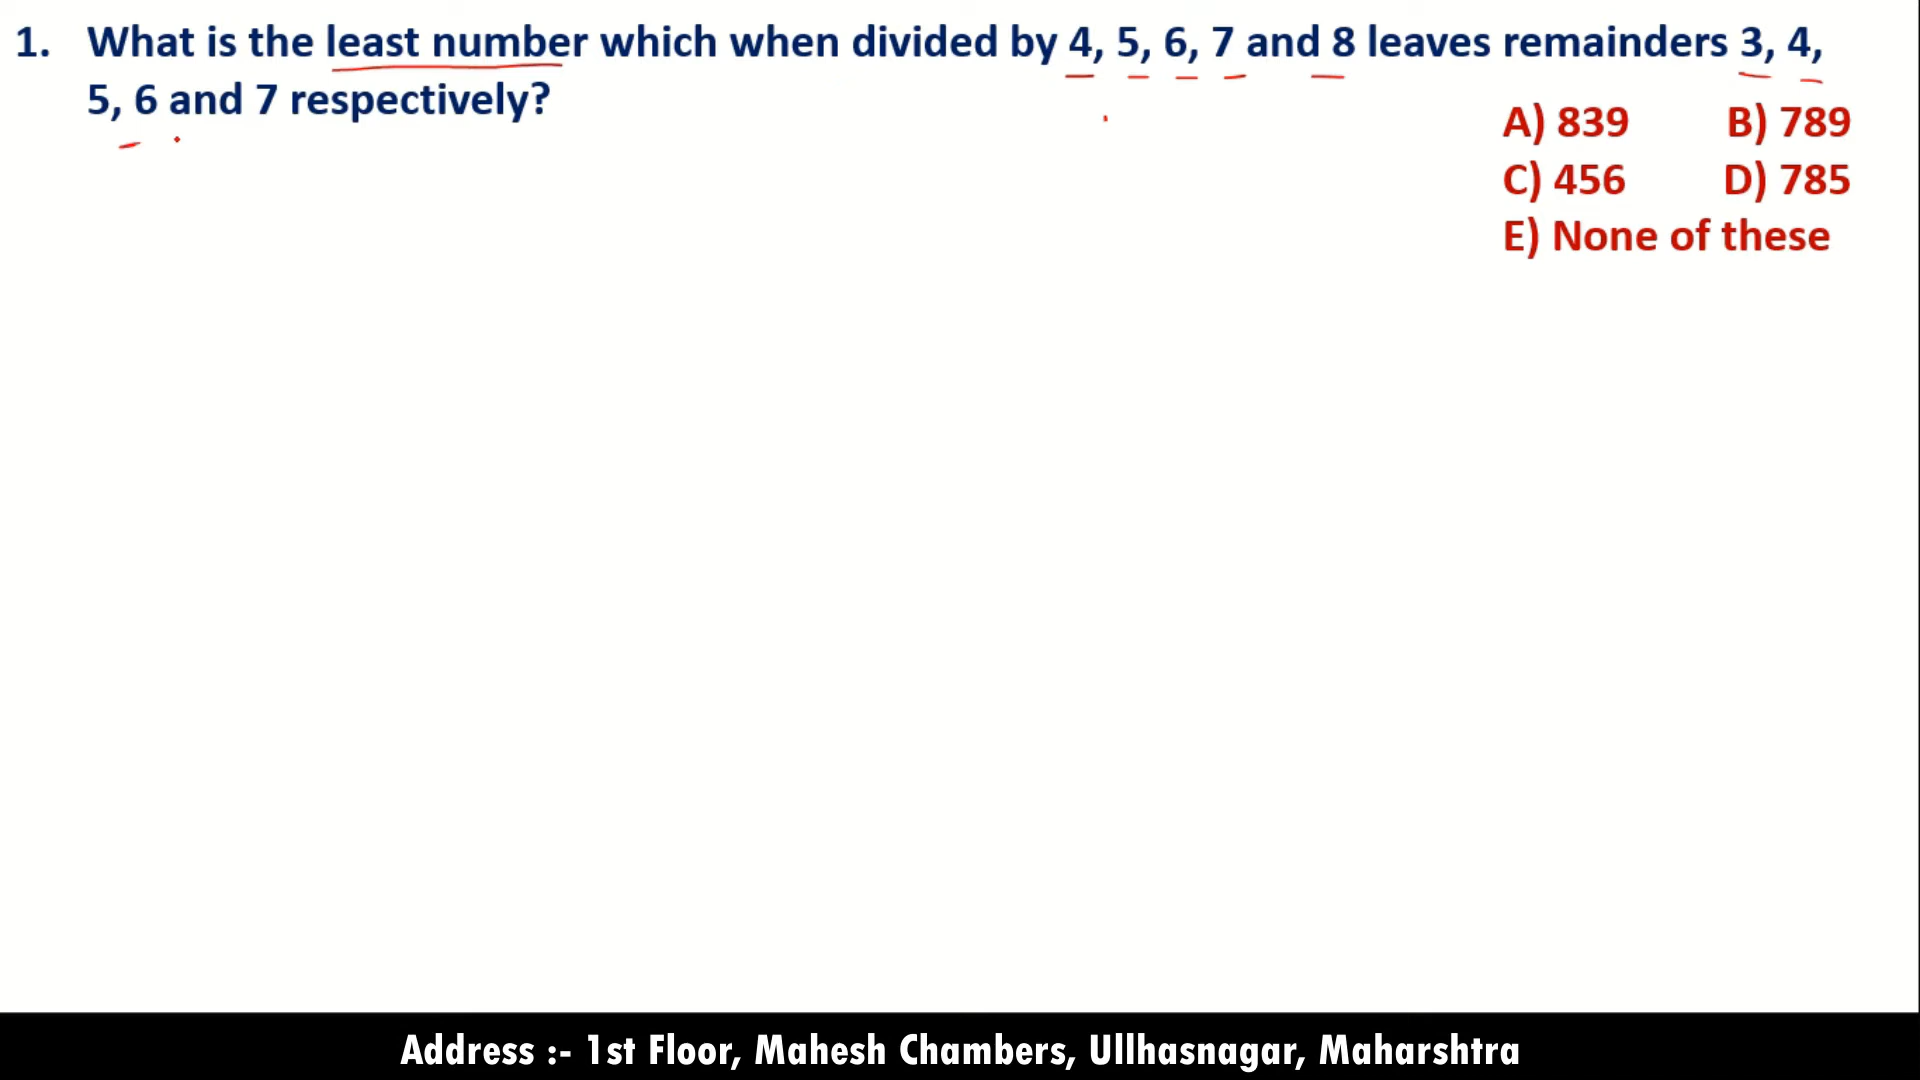 1. What is the least number which when divided by 4, 5, 6, 7 and 8 leaves remainders 3, 4,
5, 6 and 7 respectively?
A) 839 B) 789
C) 456 D) 785
E) None of these
Address :- 1st Floor, Mahesh Chambers, Ullhasnagar, Maharshtra